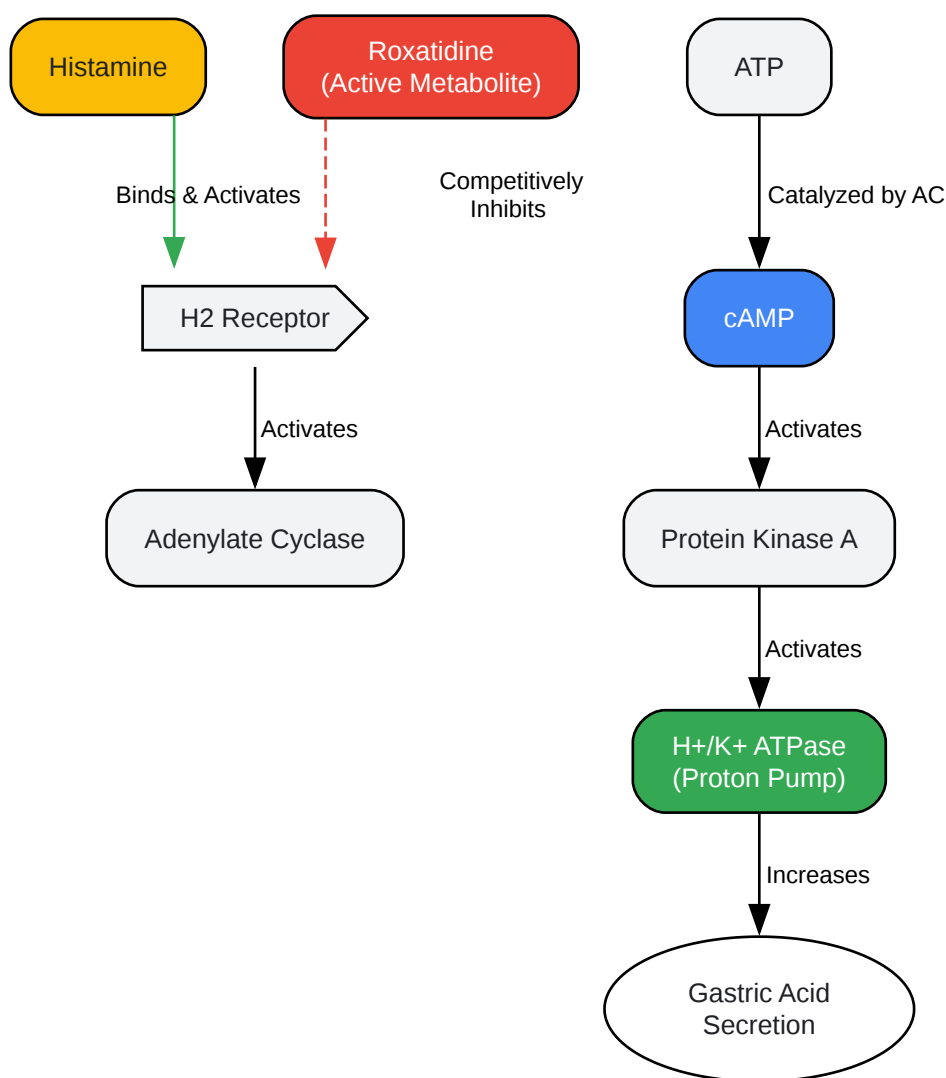 Histamine
Roxatidine
(Active Metabolite)
ATP
Binds & Activates
Competitively
Inhibits
Catalyzed by AC
H2 Receptor
cAMP
Activates
Activates
Adenylate Cyclase
Protein Kinase A
Activates
H+/K+ ATPase
(Proton Pump)
Increases
Gastric Acid
Secretion